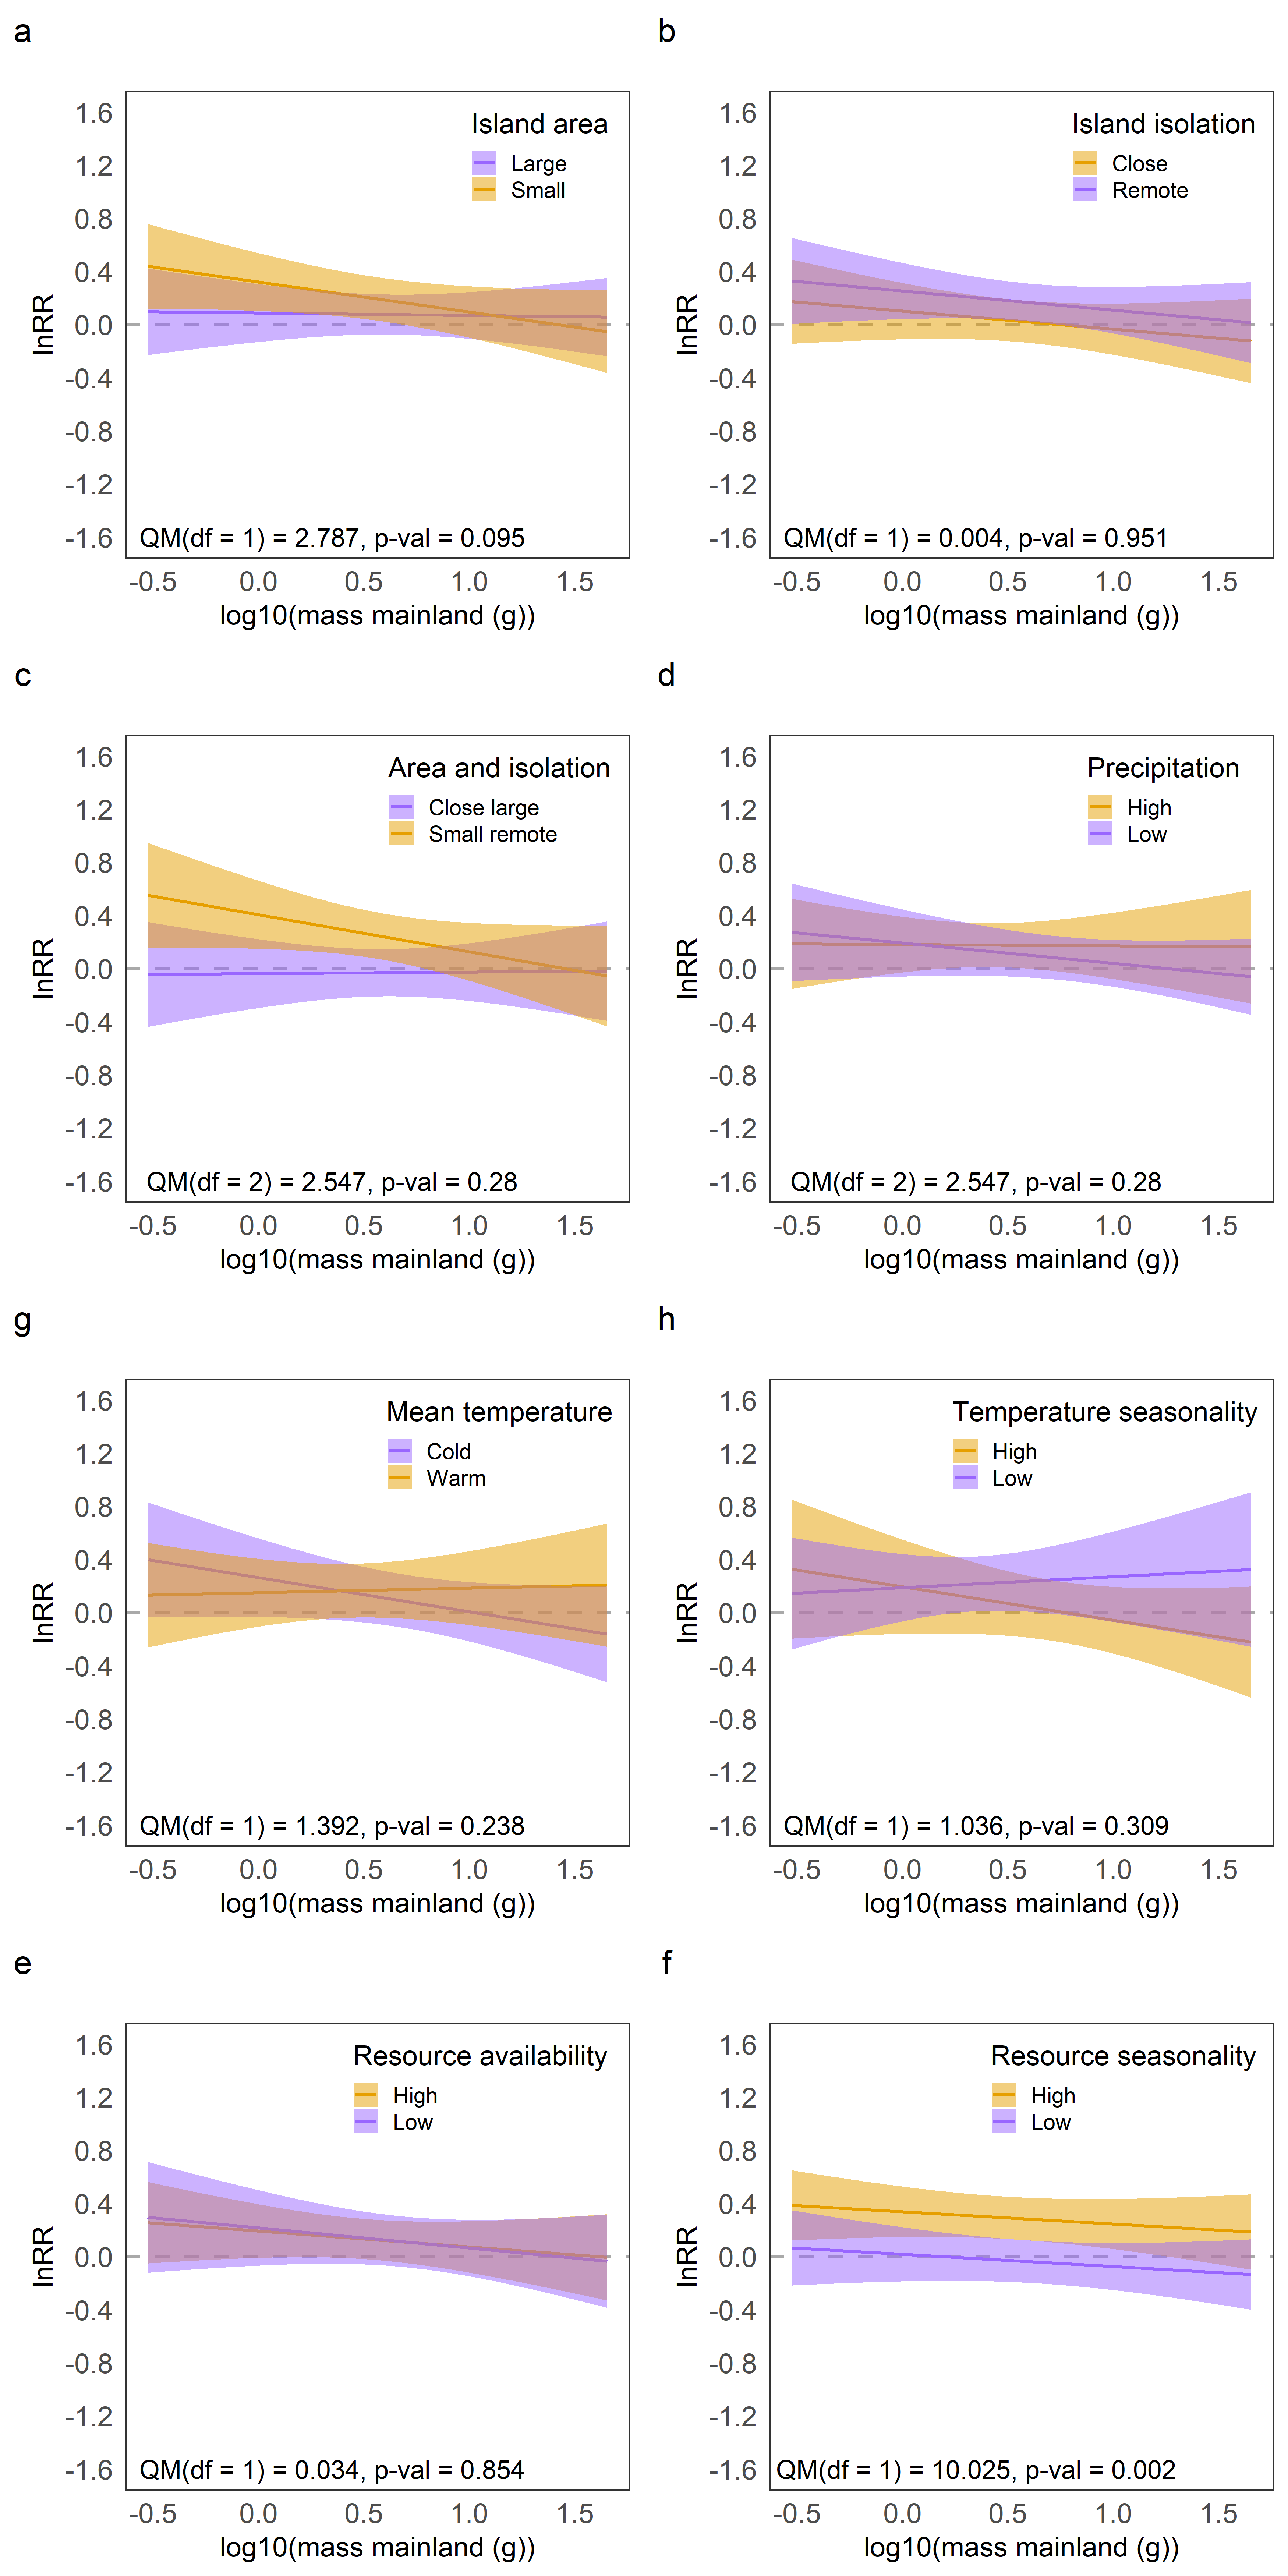 a
Island area
Large
Small
1.6
1.2
0.8
0.4
0.0
-0.4
-0.8
-1.2
-1.6
lnRR
QM(df = 1) = 2.787, p-val = 0.095
-0.5 0.0 0.5 1.0 1.5
log10(mass mainland (g))
b
Island isolation
Close
Remote
1.6
1.2
0.8
0.4
0.0
-0.4
-0.8
-1.2
-1.6
lnRR
QM(df = 1) = 0.004, p-val = 0.951
-0.5 0.0 0.5 1.0 1.5
log10(mass mainland (g))
c
Area and isolation
Close large
Small remote
1.6
1.2
0.8
0.4
0.0
-0.4
-0.8
-1.2
-1.6
lnRR
QM(df = 2) = 2.547, p-val = 0.28
-0.5 0.0 0.5 1.0 1.5
log10(mass mainland (g))
d
Precipitation
High
Low
1.6
1.2
0.8
0.4
0.0
-0.4
-0.8
-1.2
-1.6
lnRR
QM(df = 2) = 2.547, p-val = 0.28
-0.5 0.0 0.5 1.0 1.5
log10(mass mainland (g))
g
Mean temperature
Cold
Warm
1.6
1.2
0.8
0.4
0.0
-0.4
-0.8
-1.2
-1.6
lnRR
QM(df = 1) = 1.392, p-val = 0.238
-0.5 0.0 0.5 1.0 1.5
log10(mass mainland (g))
h
Temperature seasonality
High
Low
1.6
1.2
0.8
0.4
0.0
-0.4
-0.8
-1.2
-1.6
lnRR
QM(df = 1) = 1.036, p-val = 0.309
-0.5 0.0 0.5 1.0 1.5
log10(mass mainland (g))
e
Resource availability
High
Low
1.6
1.2
0.8
0.4
0.0
-0.4
-0.8
-1.2
-1.6
lnRR
QM(df = 1) = 0.034, p-val = 0.854
-0.5 0.0 0.5 1.0 1.5
log10(mass mainland (g))
f
Resource seasonality
High
Low
1.6
1.2
0.8
0.4
0.0
-0.4
-0.8
-1.2
-1.6
lnRR
QM(df = 1) = 10.025, p-val = 0.002
-0.5 0.0 0.5 1.0 1.5
log10(mass mainland (g))